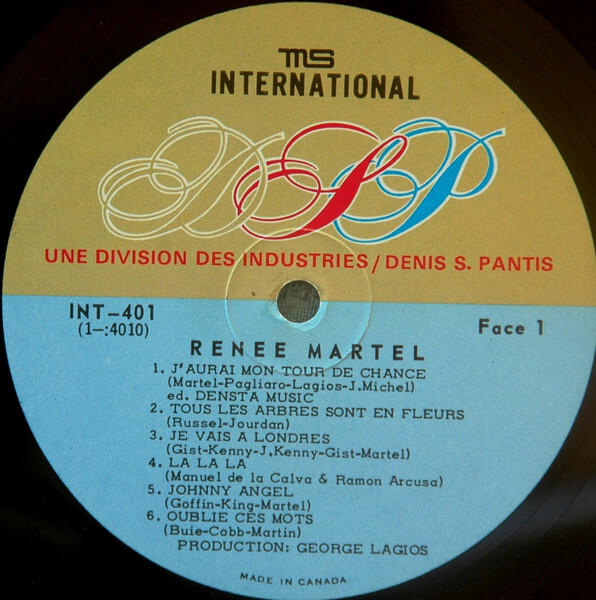 MS
INTERNATIONAL
DSP
UNE DIVISION DES INDUSTRIES / DENIS S. PANTIS
INT-401
(1-:4010)
Face 1
RENEE MARTEL
1. J'AURAI MON TOUR DE CHANCE
(Martel-Pagliaro-Lagios-J.Michel)
ed. DENSTA MUSIC
2. TOUS LES ARBRES SONT EN FLEURS
(Russel-Jourdan)
3. JE VAIS A LONDRES
(Gist-Kenny-J.Kenny-Gist-Martel)
4. LA LA LA
(Manuel de la Calva & Ramon Arcusa)
5. JOHNNY ANGEL
(Goffin-King-Martel)
6. OUBLIE CES MOTS
(Buie-Cobb-Martin)
PRODUCTION: GEORGE LAGIOS
MADE IN CANADA